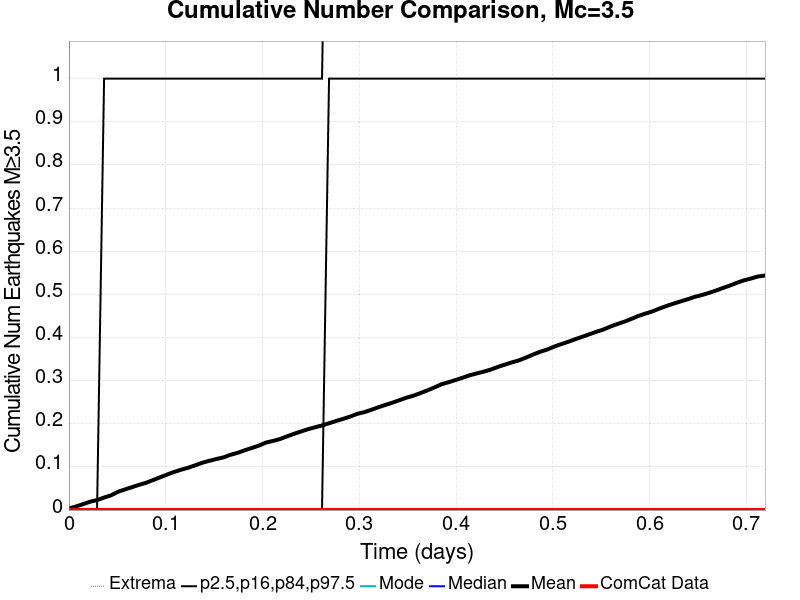 Cumulative Number Comparison, Mc=3.5
Cumulative Num Earthquakes M≥3.5
1
0.9
0.8
0.7
0.6
0.5
0.4
0.3
0.2
0.1
0
0 0.1 0.2 0.3 0.4 0.5 0.6 0.7
Time (days)
Extrema p2.5,p16,p84,p97.5 Mode Median Mean ComCat Data